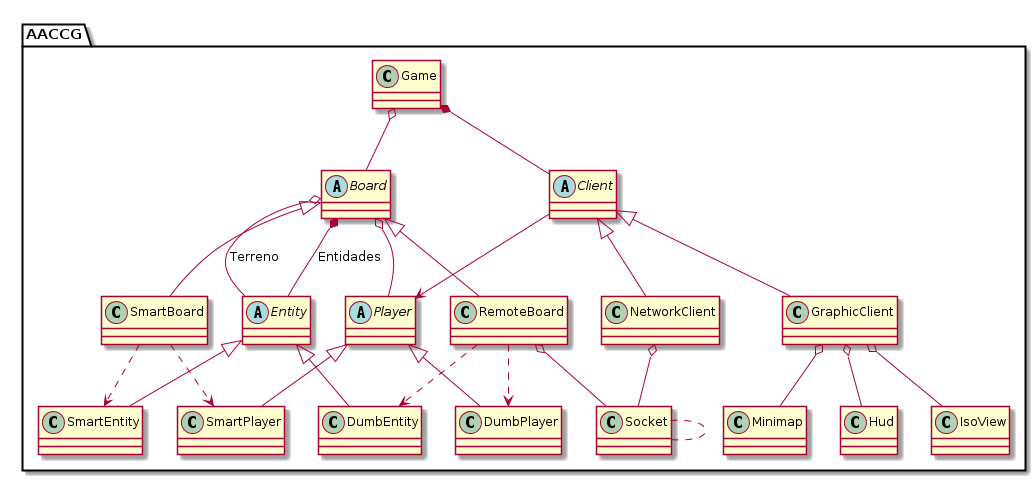 AACCG
C Game
A Board
A Client
Terreno
Entidades
C SmartBoard
A Entity
A Player
C RemoteBoard
C NetworkClient
C GraphicClient
C SmartEntity
C SmartPlayer
C DumbEntity
C DumbPlayer
C Socket
C Minimap
C Hud
C IsoView